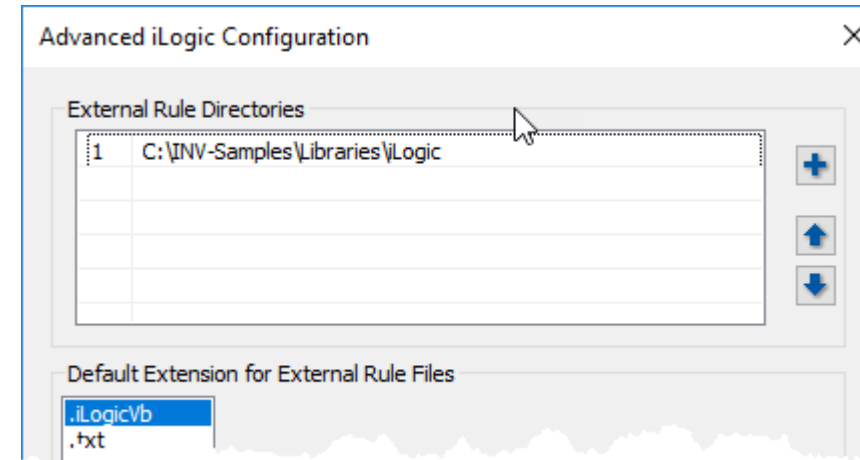 Advanced iLogic Configuration
External Rule Directories
1 C:\INV-Samples\Libraries\iLogic
Default Extension for External Rule Files
.iLogicVb
.txt